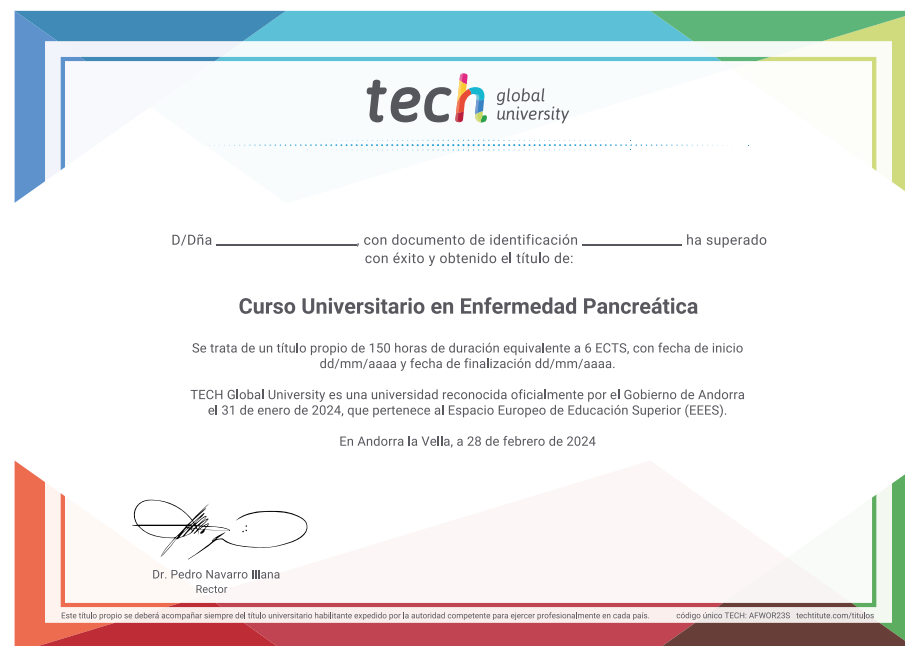 tech global university
D/Dña ____________________, con documento de identificación ______________ ha superado
con éxito y obtenido el título de:
Curso Universitario en Enfermedad Pancreática
Se trata de un título propio de 150 horas de duración equivalente a 6 ECTS, con fecha de inicio
dd/mm/aaaa y fecha de finalización dd/mm/aaaa.
TECH Global University es una universidad reconocida oficialmente por el Gobierno de Andorra
el 31 de enero de 2024, que pertenece al Espacio Europeo de Educación Superior (EEES).
En Andorra la Vella, a 28 de febrero de 2024
Dr. Pedro Navarro Illana
Rector
Este título propio se deberá acompañar siempre del título universitario habilitante expedido por la autoridad competente para ejercer profesionalmente en cada país. código único TECH: AFWOR23S techtitute.com/titulos